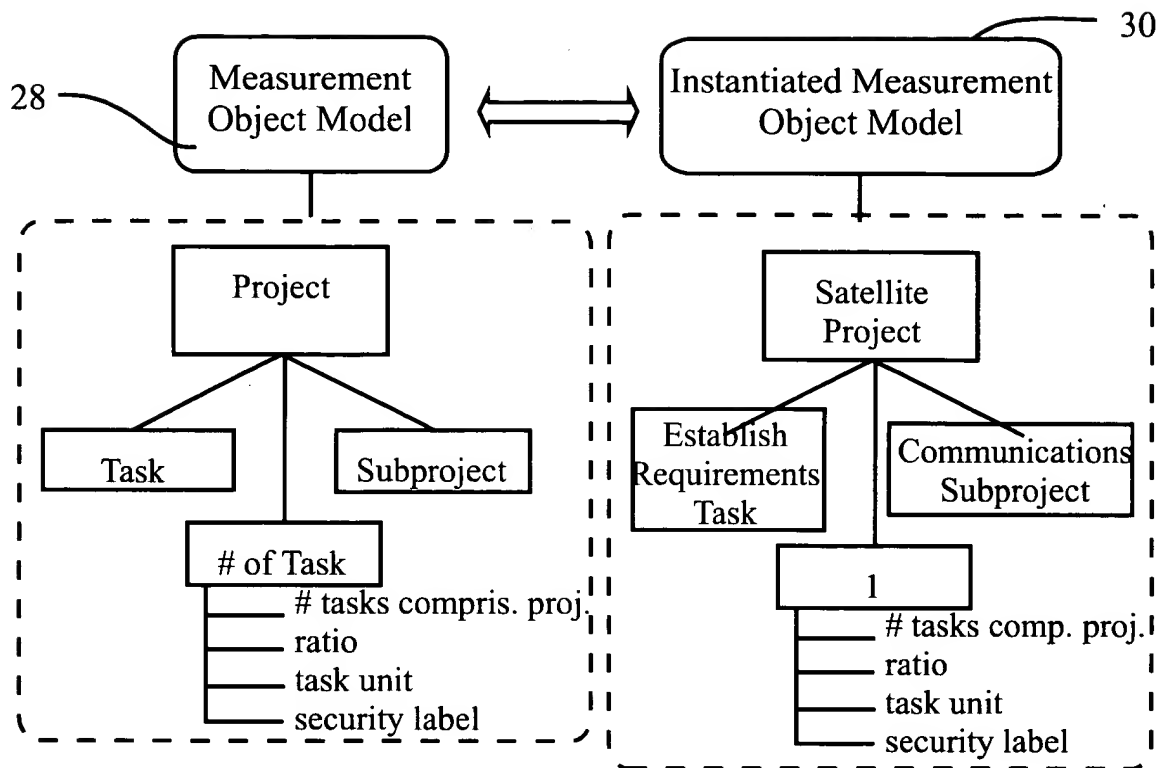 30
28
Measurement
Object Model
Instantiated Measurement
Object Model
Project
Task
Subproject
# of Task
# tasks compris. proj.
ratio
task unit
security label
Satellite
Project
Establish
Requirements
Task
Communications
Subproject
1
# tasks comp. proj.
ratio
task unit
security label